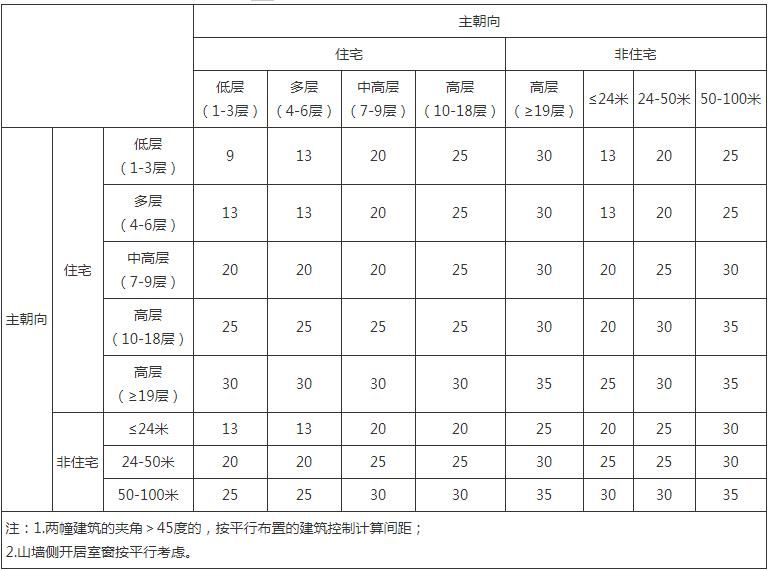 主朝向
住宅 非住宅
低层 多层 中高层 高层 高层 ≤24米 24-50米 50-100米
（1-3层） （4-6层） （7-9层） （10-18层） （≥19层）
主朝向 住宅 低层（1-3层） 9 13 20 25 30 13 20 25
多层（4-6层） 13 13 20 25 30 13 20 25
中高层（7-9层） 20 20 20 25 30 20 25 30
高层（10-18层） 25 25 25 25 30 20 30 35
高层（≥19层） 30 30 30 30 35 25 30 35
非住宅 ≤24米 13 13 20 20 25 20 25 30
24-50米 20 20 25 25 30 25 25 30
50-100米 25 25 30 30 35 30 30 35
注：1.两幢建筑的夹角＞45度的，按平行布置的建筑控制计算间距；
2.山墙侧开居室窗按平行考虑。